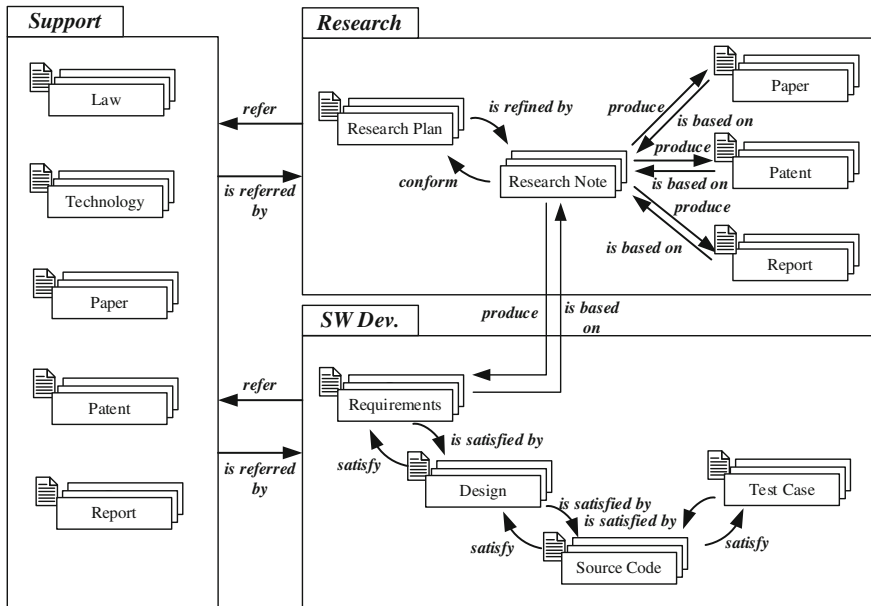 Support
Law
Technology
Paper
Patent
Report
refer
is referred
by
refer
is referred
by
Research
Research Plan
is refined by
conform
Research Note
produce
is based on
produce
is based on
produce
is based on
Paper
Patent
Report
produce
is based
on
SW Dev.
Requirements
is satisfied by
satisfy
Design
is satisfied by
is satisfied by
satisfy
Source Code
satisfy
Test Case